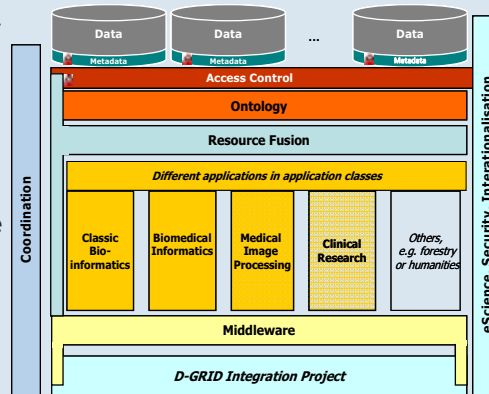 Data
Data
...
Data
Metadata
Metadata
Metadata
Access Control
Ontology
Resource Fusion
Different applications in application classes
Coordination
Classic
Bio-
informatics
Biomedical
Informatics
Medical
Image
Processing
Clinical
Research
Others,
e.g. forestry
or humanities
Middleware
D-GRID Integration Project
eScience, Security, Interationalisation